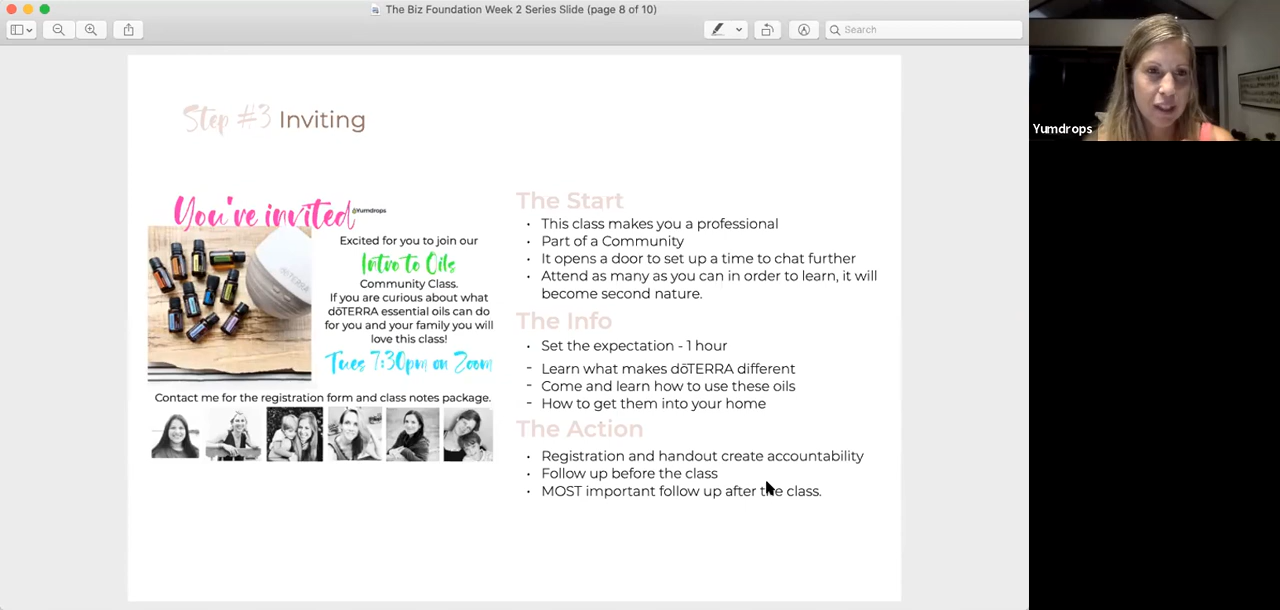 The Biz Foundation Week 2 Series Slide (page 8 of 10)
Search
Step #3 Inviting
You're invited
@Yumdrops
Excited for you to join our
Intro to Oils
Community Class.
If you are curious about what
dōTERRA essential oils can do
for you and your family you will
love this class!
Tues 7:30pm on Zoom
dōTERRA
Contact me for the registration form and class notes package.
The Start
• This class makes you a professional
• Part of a Community
• It opens a door to set up a time to chat further
• Attend as many as you can in order to learn, it will
become second nature.
The Info
• Set the expectation - 1 hour
- Learn what makes dōTERRA different
- Come and learn how to use these oils
- How to get them into your home
The Action
• Registration and handout create accountability
• Follow up before the class
• MOST important follow up after the class.
Yumdrops